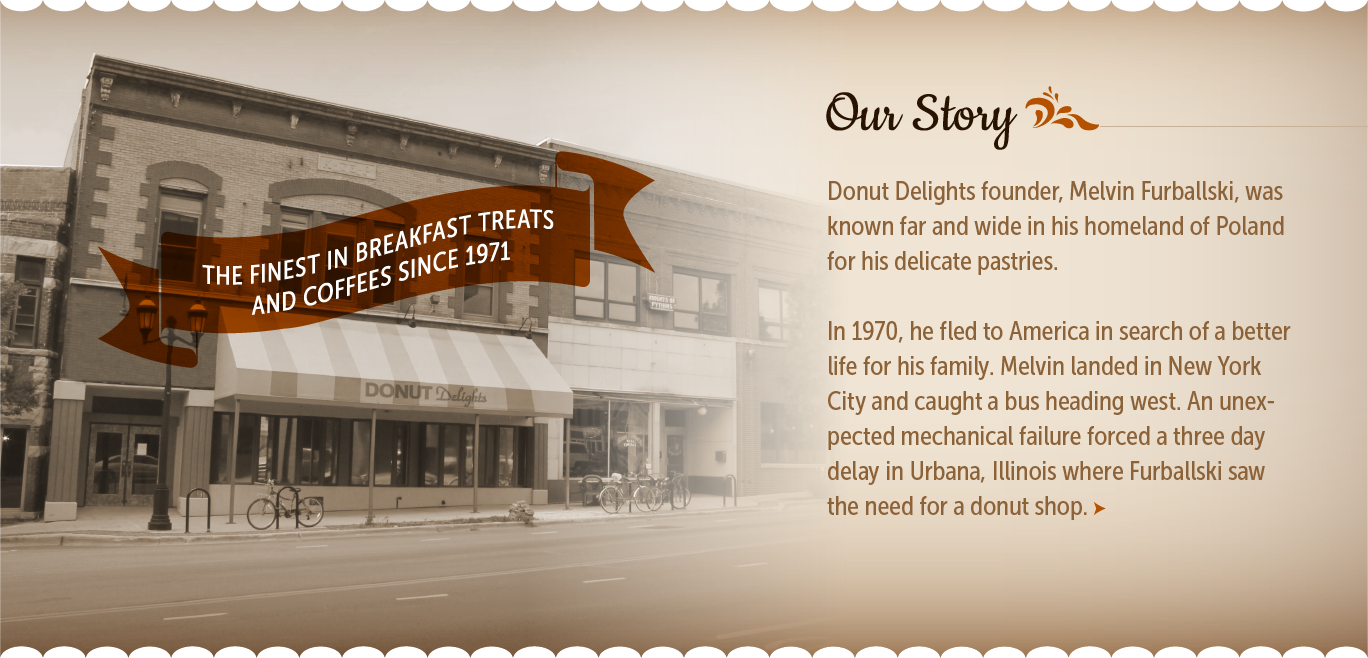 THE FINEST IN BREAKFAST TREATS
AND COFFEES SINCE 1971
DONUT Delights
Our Story
Donut Delights founder, Melvin Furballski, was
known far and wide in his homeland of Poland
for his delicate pastries.
In 1970, he fled to America in search of a better
life for his family. Melvin landed in New York
City and caught a bus heading west. An unex-
pected mechanical failure forced a three day
delay in Urbana, Illinois where Furballski saw
the need for a donut shop.